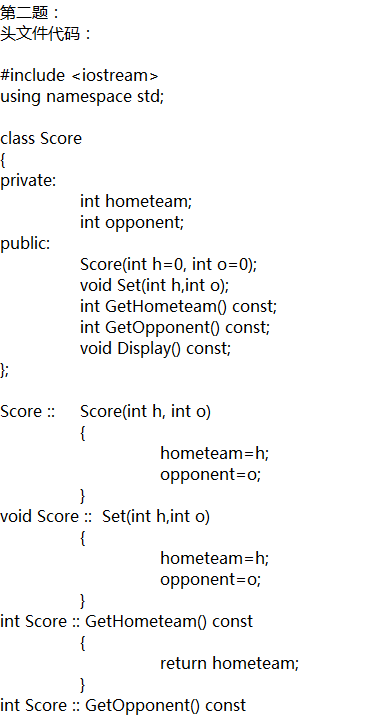 第二题：
头文件代码：
#include <iostream>
using namespace std;
class Score
{
private:
int hometeam;
int opponent;
public:
Score(int h=0, int o=0);
void Set(int h,int o);
int GetHometeam() const;
int GetOpponent() const;
void Display() const;
};
Score :: Score(int h, int o)
{
hometeam=h;
opponent=o;
}
void Score :: Set(int h,int o)
{
hometeam=h;
opponent=o;
}
int Score :: GetHometeam() const
{
return hometeam;
}
int Score :: GetOpponent() const